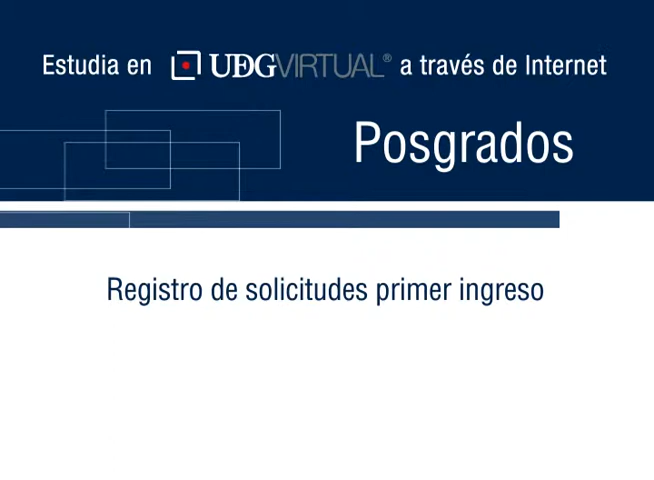 Estudia en UDGVIRTUAL® a través de Internet
Posgrados
Registro de solicitudes primer ingreso